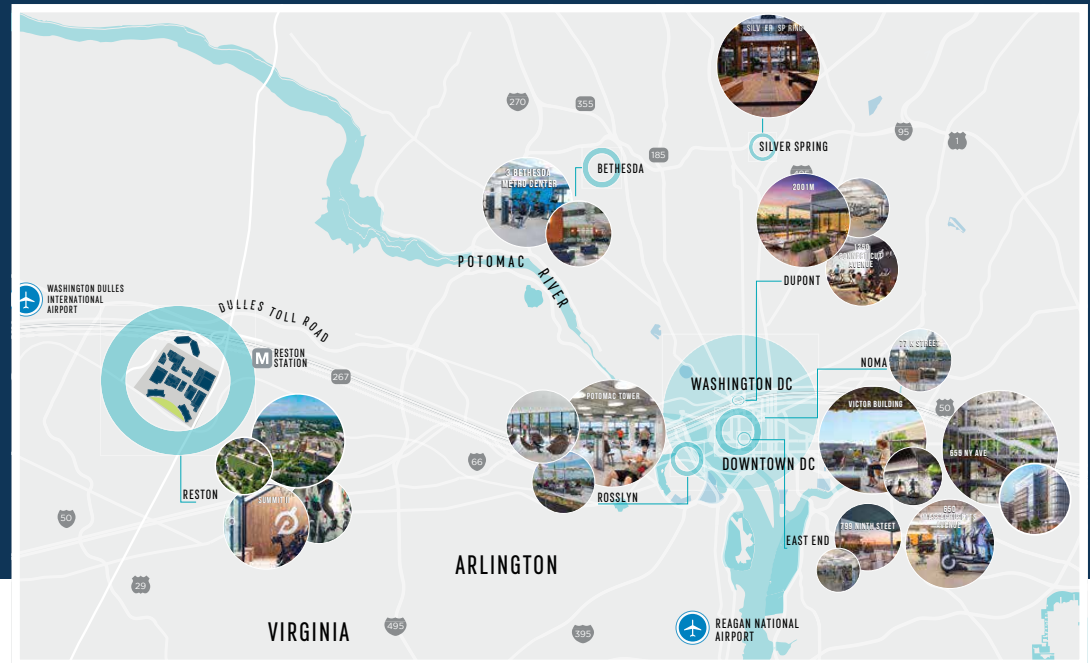 SILVER SPRING
270
355
95
1
185
SILVER SPRING
BETHESDA
3 BETHESDA
METRO CENTER
2001M
POTOMAC RIVER
DUPONT
WASHINGTON DULLES
INTERNATIONAL
AIRPORT
DULLES TOLL ROAD
M
RESTON
STATION
267
NOMA
77 K STREET
WASHINGTON DC
POTOMAC TOWER
VICTOR BUILDING
50
659 NY AVE
66
DOWNTOWN DC
RESTON
SUMMIT II
ROSSLYN
50
EAST END
799 NINTH STEET
AVENUE
ARLINGTON
29
VIRGINIA
495
395
REAGAN NATIONAL
AIRPORT